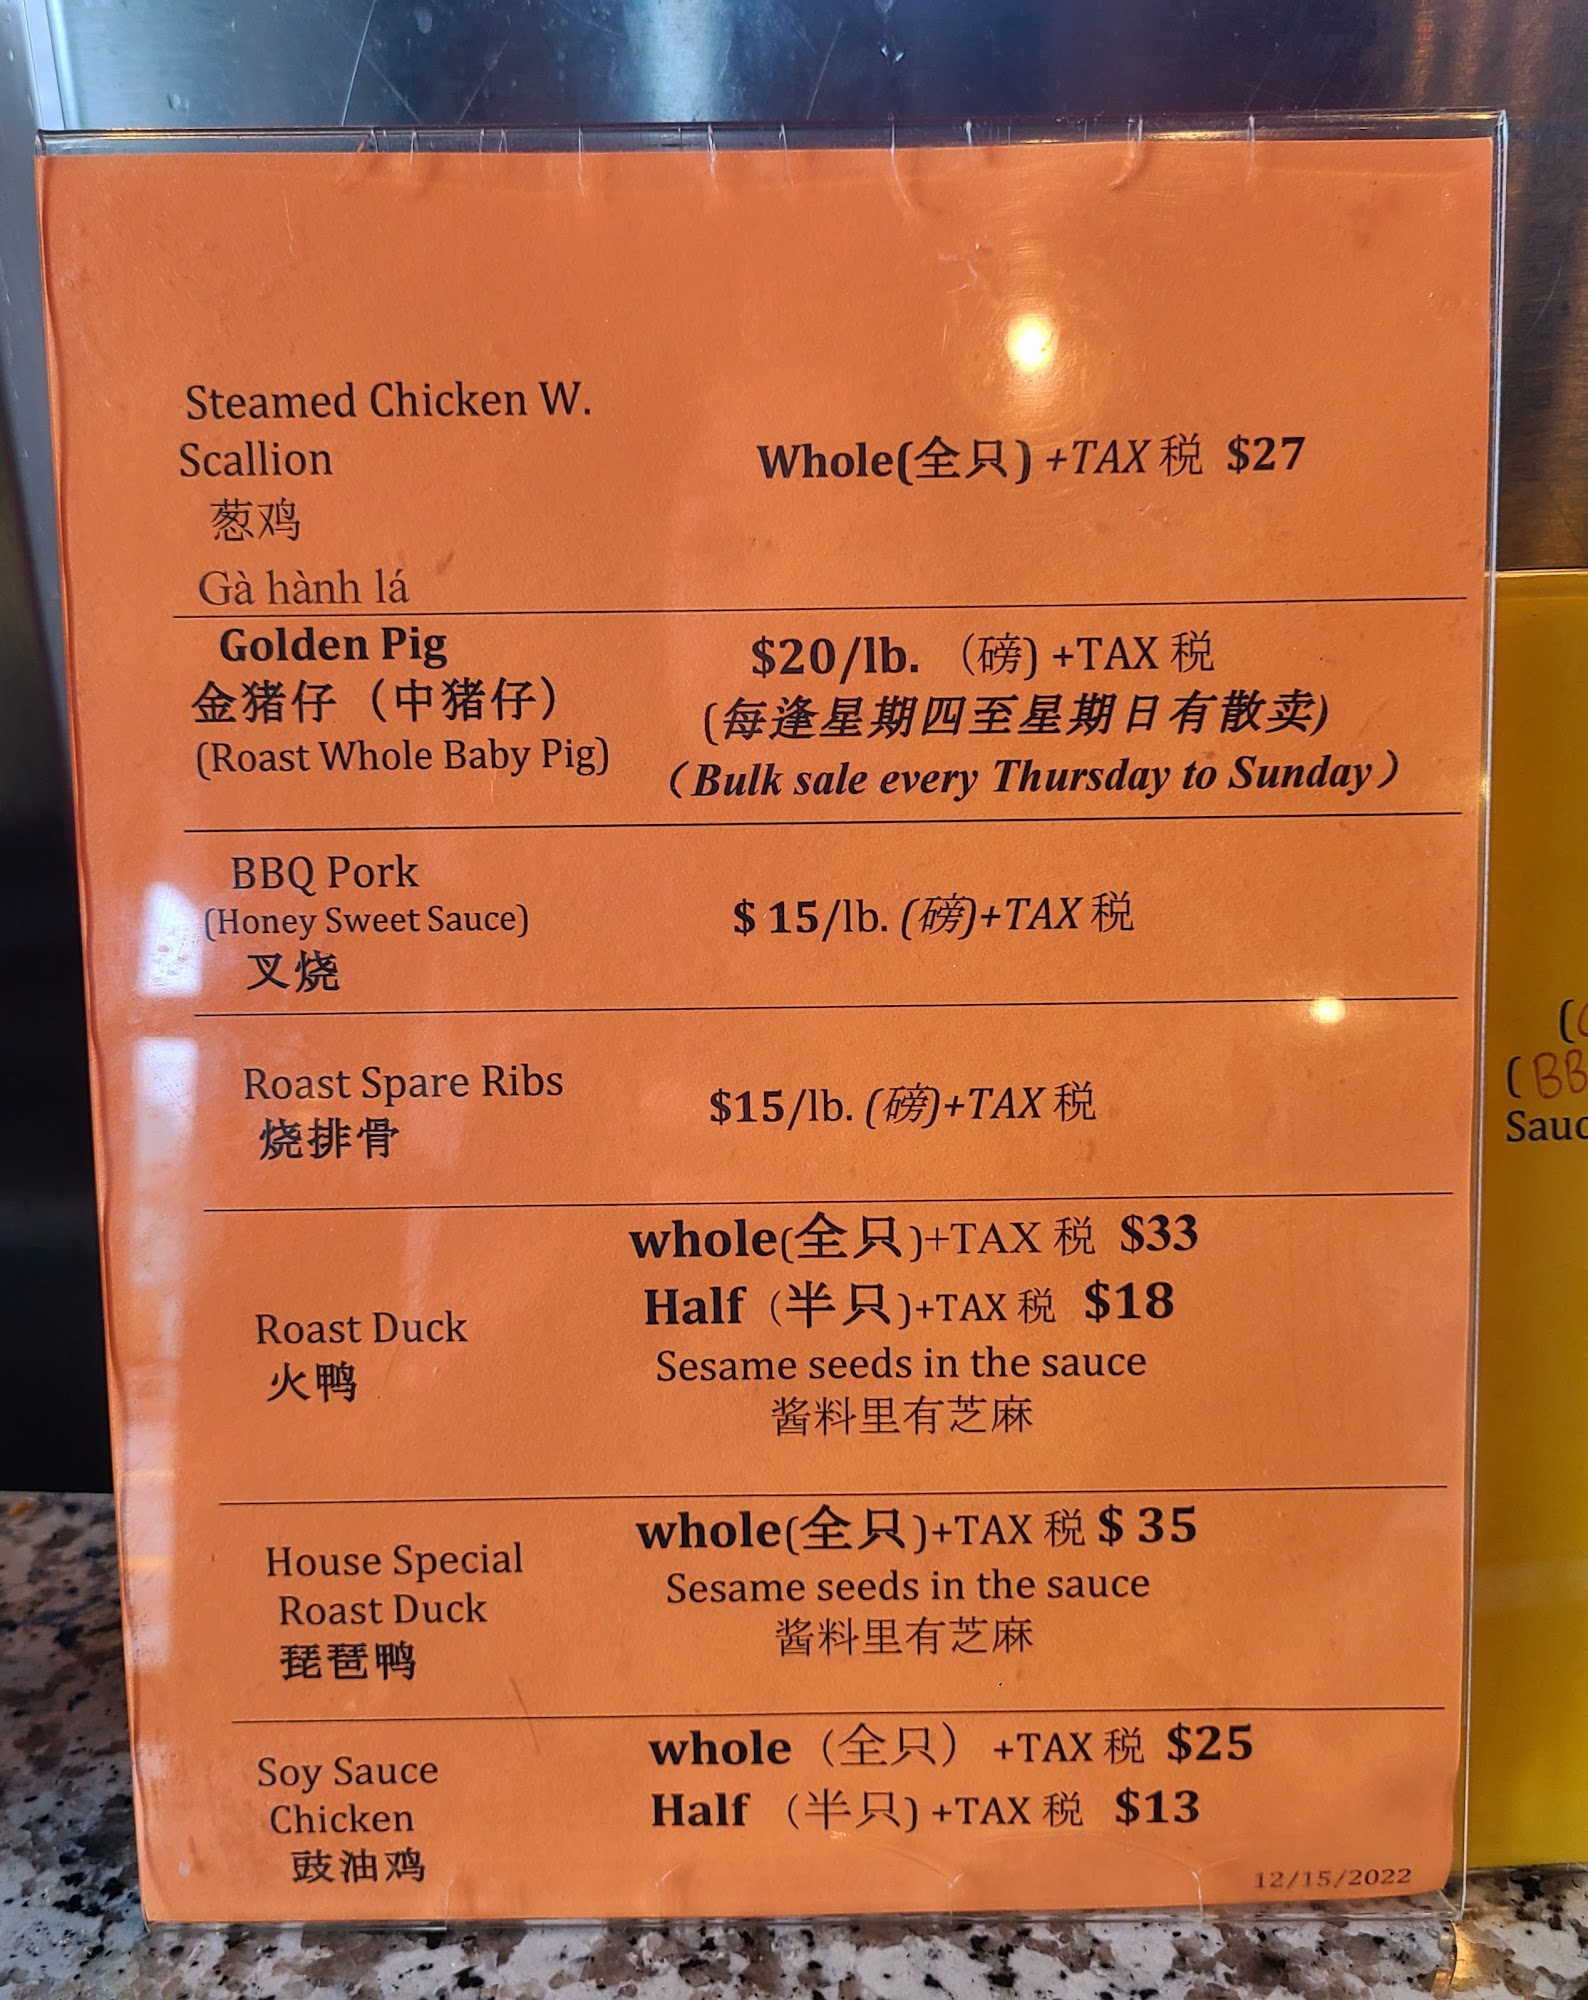 Steamed Chicken W.
Scallion
葱鸡
Gà hành lá
Whole(全只) +TAX 税 $27
Golden Pig
金猪仔（中猪仔）
(Roast Whole Baby Pig)
$20/lb. （磅) +TAX 税
(每逢星期四至星期日有散卖)
（Bulk sale every Thursday to Sunday）
BBQ Pork
(Honey Sweet Sauce)
叉烧
$ 15/lb. (磅)+TAX 税
Roast Spare Ribs
烧排骨
$15/lb. (磅)+TAX 税
Roast Duck
火鸭
whole(全只)+TAX 税 $33
Half（半只)+TAX 税 $18
Sesame seeds in the sauce
酱料里有芝麻
House Special
Roast Duck
琵琶鸭
whole(全只)+TAX 税 $ 35
Sesame seeds in the sauce
酱料里有芝麻
Soy Sauce
Chicken
豉油鸡
whole（全只） +TAX 税 $25
Half （半只) +TAX 税 $13
12/15/2022